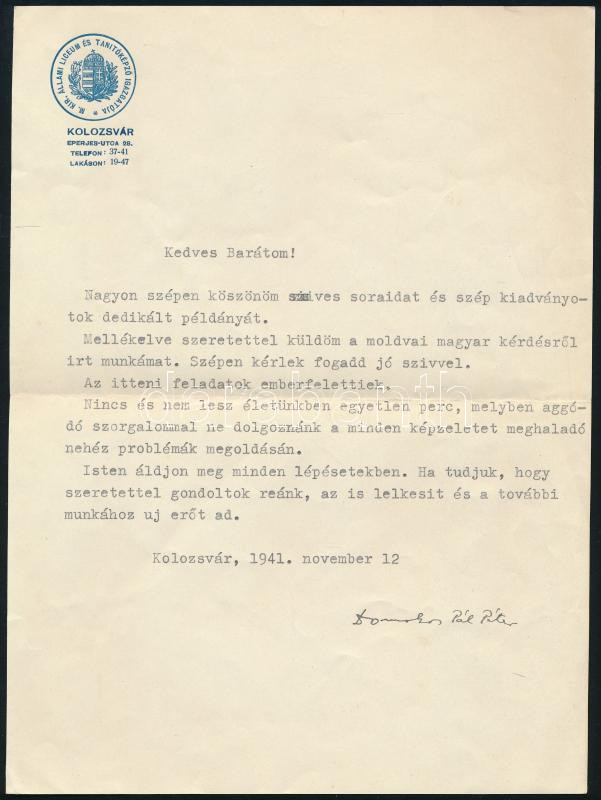 M. KIR. ÁLLAMI LICEUM ÉS TANITÓKÉPZŐ IGAZGATÓJA *
KOLOZSVÁR
EPERJES-UTCA 28.
TELEFON: 37-41
LAKÁSON: 19-47
Kedves Barátom!
Nagyon szépen köszönöm szives soraidat és szép kiadványo-
tok dedikált példányát.
Mellékelve szeretettel küldöm a moldvai magyar kérdésről
irt munkámat. Szépen kérlek fogadd jó szivvel.
Az itteni feladatok emberfelettiek.
Nincs és nem lesz életünkben egyetlen perc, melyben aggó-
dó szorgalommal ne dolgoznánk a minden képzeletet meghaladó
nehéz problémák megoldásán.
Isten áldjon meg minden lépésetekben. Ha tudjuk, hogy
szeretettel gondoltok reánk, az is lelkesit és a további
munkához uj erőt ad.
Kolozsvár, 1941. november 12
Domokos Pál Péter
darabanth